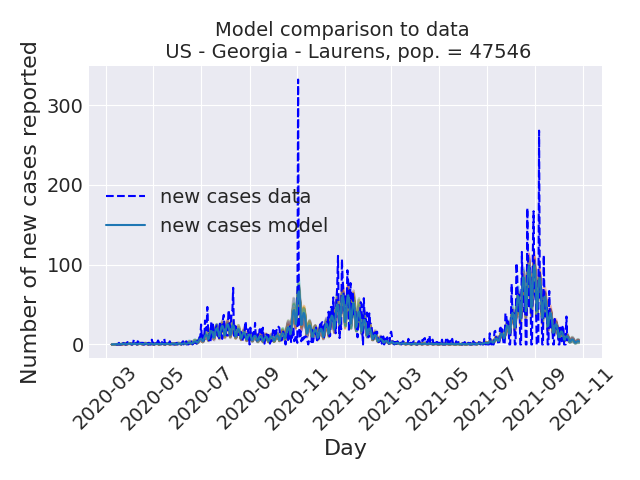 Model comparison to data
US - Georgia - Laurens, pop. = 47546
Number of new cases reported
300
200
100
0
new cases data
new cases model
2020-03
2020-05
2020-07
2020-09
2020-11
2021-01
2021-03
2021-05
2021-07
2021-09
2021-11
Day